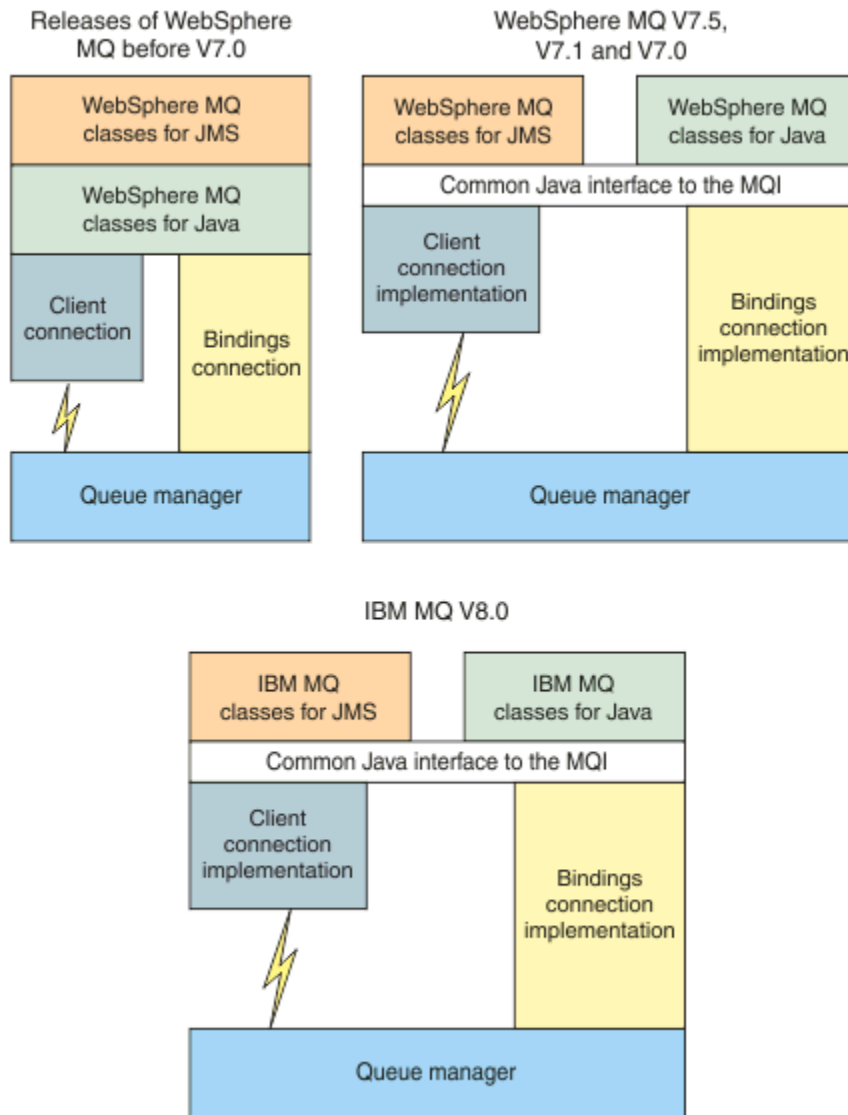 Releases of WebSphere
MQ before V7.0
WebSphere MQ
classes for JMS
WebSphere MQ
classes for Java
Client
connection
Bindings
connection
Queue manager
WebSphere MQ V7.5,
V7.1 and V7.0
WebSphere MQ
classes for JMS
WebSphere MQ
classes for Java
Common Java interface to the MQI
Client
connection
implementation
Bindings
connection
implementation
Queue manager
IBM MQ V8.0
IBM MQ
classes for JMS
IBM MQ
classes for Java
Common Java interface to the MQI
Client
connection
implementation
Bindings
connection
implementation
Queue manager